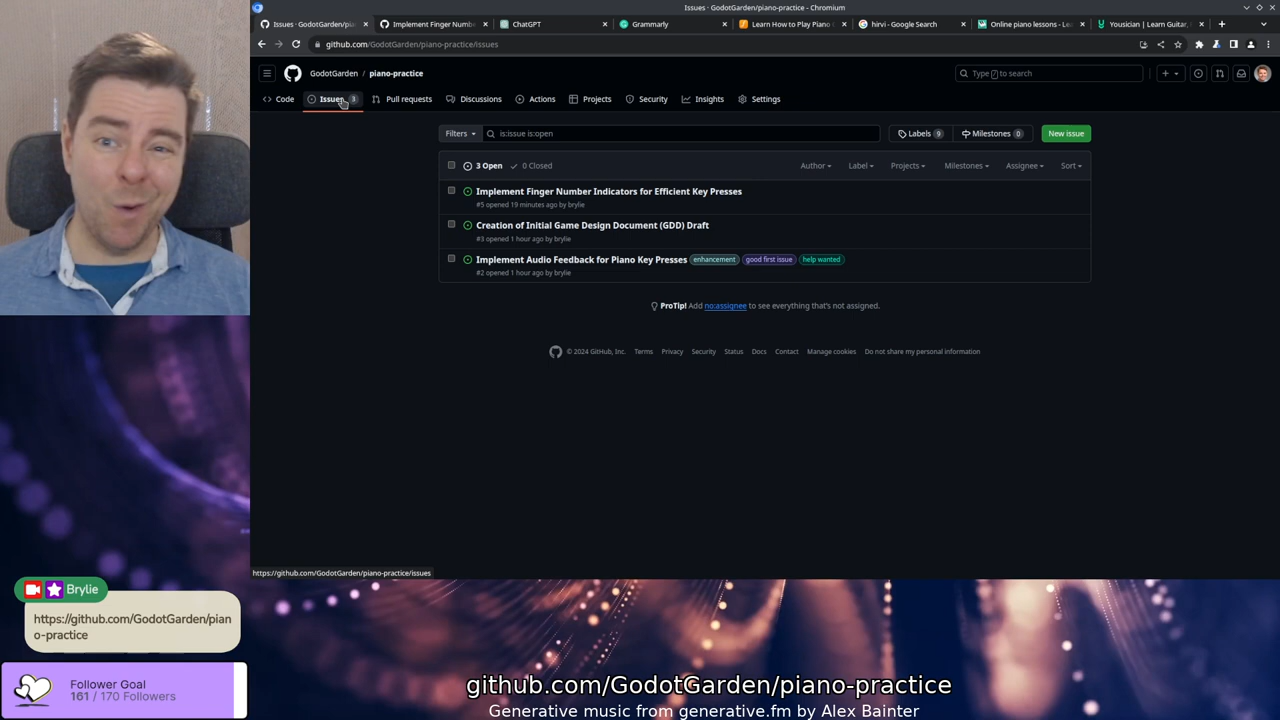 Issues · GodotGarden/pia
Implement Finger Numb
ChatGPT
Grammarly
Learn How to Play Piano
hirvi - Google Search
Online piano lessons - Le
Yousician | Learn Guitar,
Issues · GodotGarden/piano-practice - Chromium
github.com/GodotGarden/piano-practice/issues
GodotGarden / piano-practice
Type / to search
Code
Issues 3
Pull requests
Discussions
Actions
Projects
Security
Insights
Settings
Filters
is:issue is:open
Labels 9
Milestones 0
New issue
3 Open
0 Closed
Author
Label
Projects
Milestones
Assignee
Sort
Implement Finger Number Indicators for Efficient Key Presses
#5 opened 19 minutes ago by brylie
Creation of Initial Game Design Document (GDD) Draft
#3 opened 1 hour ago by brylie
Implement Audio Feedback for Piano Key Presses enhancement good first issue help wanted
#2 opened 1 hour ago by brylie
ProTip! Add no:assignee to see everything that's not assigned.
© 2024 GitHub, Inc. Terms Privacy Security Status Docs Contact Manage cookies Do not share my personal information
https://github.com/GodotGarden/piano-practice/issues
Brylie
https://github.com/GodotGarden/pian
o-practice
Follower Goal
161 / 170 Followers
github.com/GodotGarden/piano-practice
Generative music from generative.fm by Alex Bainter